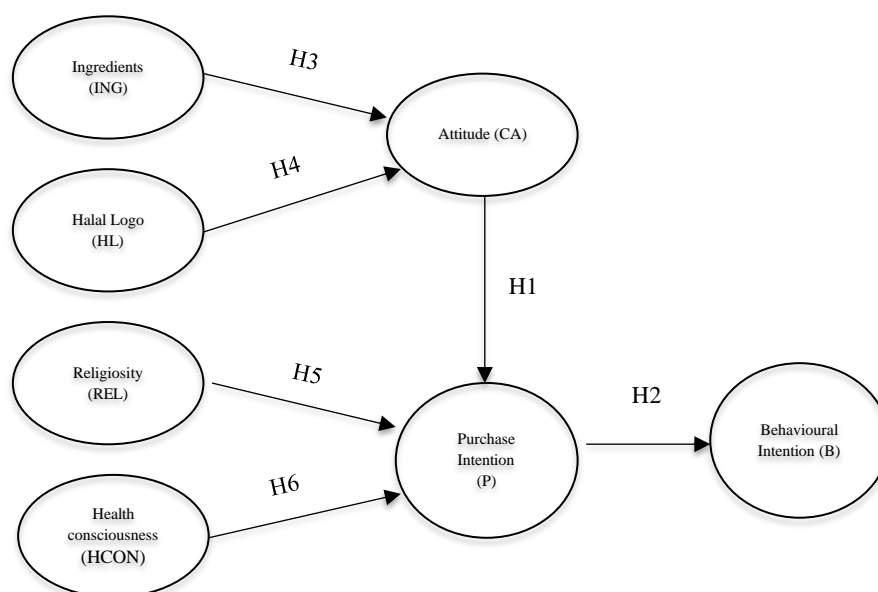 Ingredients
(ING)
H3
Attitude (CA)
H4
Halal Logo
(HL)
H1
Religiosity
(REL)
H5
Purchase
Intention
(P)
H2
Behavioural
Intention (B)
H6
Health
consciousness
(HCON)